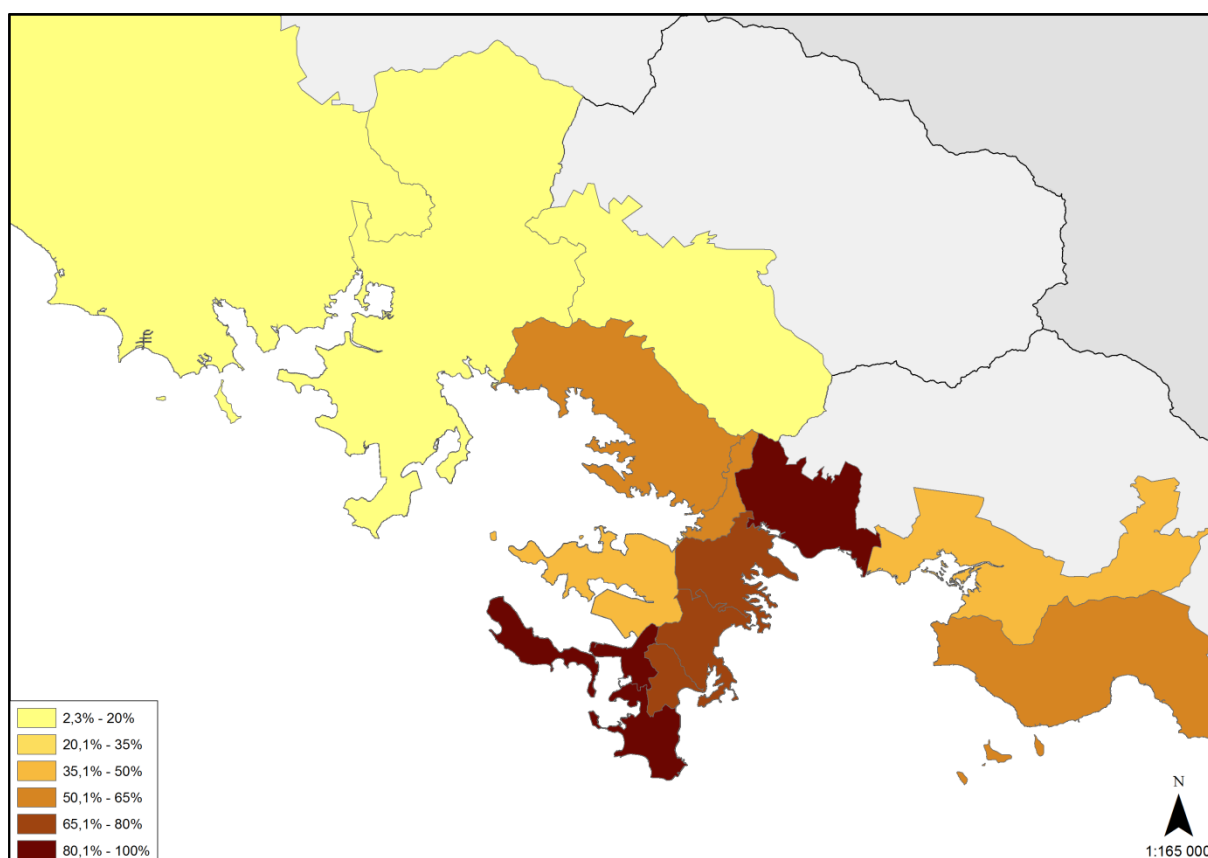 2,3% - 20%
20,1% - 35%
35,1% - 50%
50,1% - 65%
65,1% - 80%
80,1% - 100%
N
1:165 000